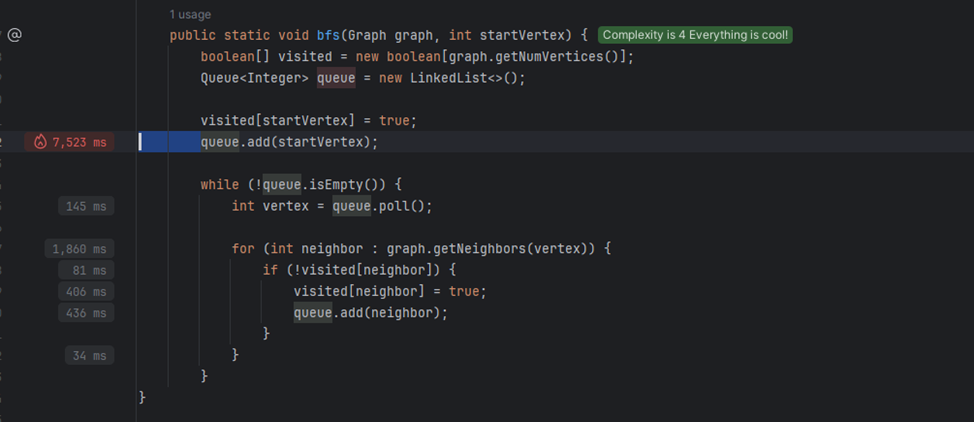 1 usage
public static void bfs(Graph graph, int startVertex) { Complexity is 4 Everything is cool!
boolean[] visited = new boolean[graph.getNumVertices()];
Queue<Integer> queue = new LinkedList<>();
visited[startVertex] = true;
7,523 ms queue.add(startVertex);
while (!queue.isEmpty()) {
145 ms int vertex = queue.poll();
1,860 ms for (int neighbor : graph.getNeighbors(vertex)) {
81 ms if (!visited[neighbor]) {
406 ms visited[neighbor] = true;
436 ms queue.add(neighbor);
}
34 ms }
}
}